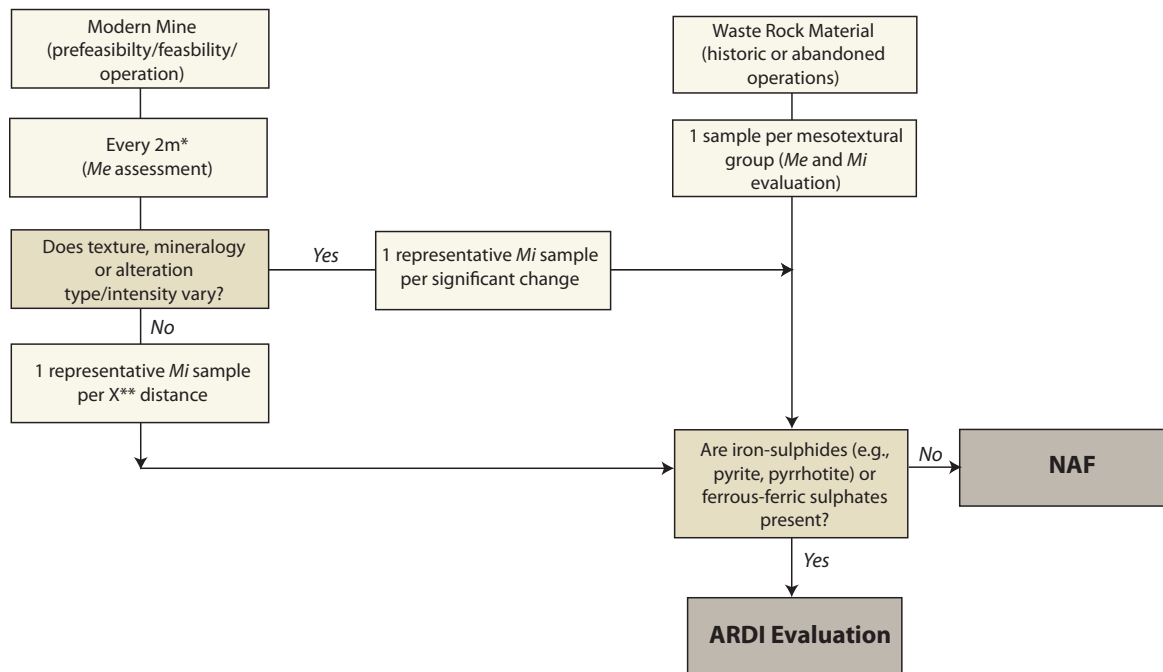 Modern Mine
(prefeasibilty/feasbility/
operation)
Every 2m*
(Me assessment)
Does texture, mineralogy
or alteration
type/intensity vary?
Yes
1 representative Mi sample
per significant change
No
1 representative Mi sample
per X** distance
Waste Rock Material
(historic or abandoned
operations)
1 sample per mesotextural
group (Me and Mi
evaluation)
Are iron-sulphides (e.g.,
pyrite, pyrrhotite) or
ferrous-ferric sulphates
present?
No
NAF
Yes
ARDI Evaluation